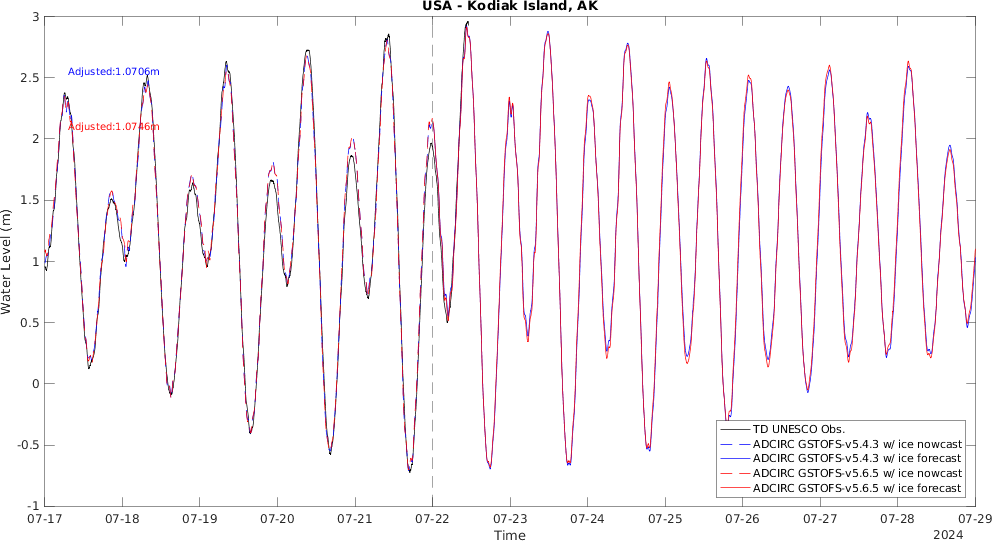 USA - Kodiak Island, AK
3
2.5
2
1.5
1
0.5
0
-0.5
-1
Water Level (m)
Adjusted:1.0706m
Adjusted:1.0746m
TD UNESCO Obs.
ADCIRC GSTOFS-v5.4.3 w/ ice nowcast
ADCIRC GSTOFS-v5.4.3 w/ ice forecast
ADCIRC GSTOFS-v5.6.5 w/ ice nowcast
ADCIRC GSTOFS-v5.6.5 w/ ice forecast
07-17 07-18 07-19 07-20 07-21 07-22 07-23 07-24 07-25 07-26 07-27 07-28 07-29
Time
2024